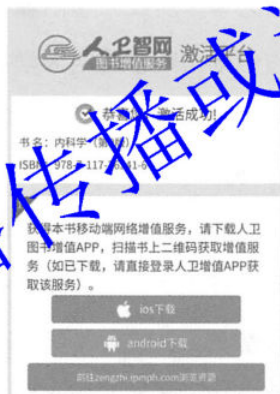 人卫智网
图书增值服务
激活平台
恭喜您，激活成功!
书名：内科学
ISBN
获得本书移动端网络增值服务，请下载人卫
图书增值APP，扫描书上二维码获取增值服
务（如已下载，请直接登录人卫增值APP获
取该服务）。
ios下载
android下载
前往zengzhi.ipmph.com浏览资源
传播或